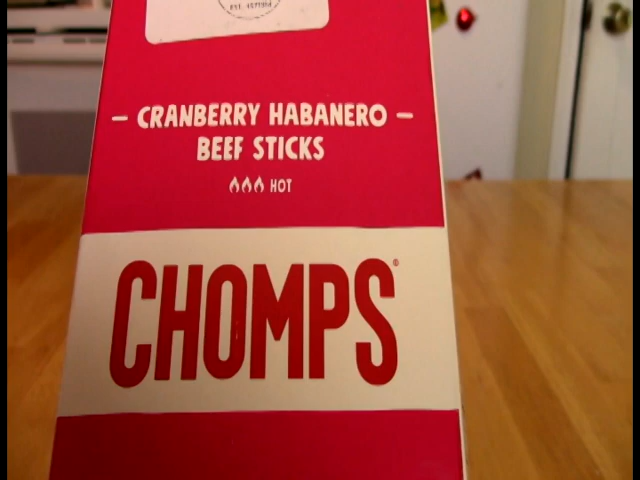 - CRANBERRY HABANERO -
BEEF STICKS
HOT
CHOMPS®